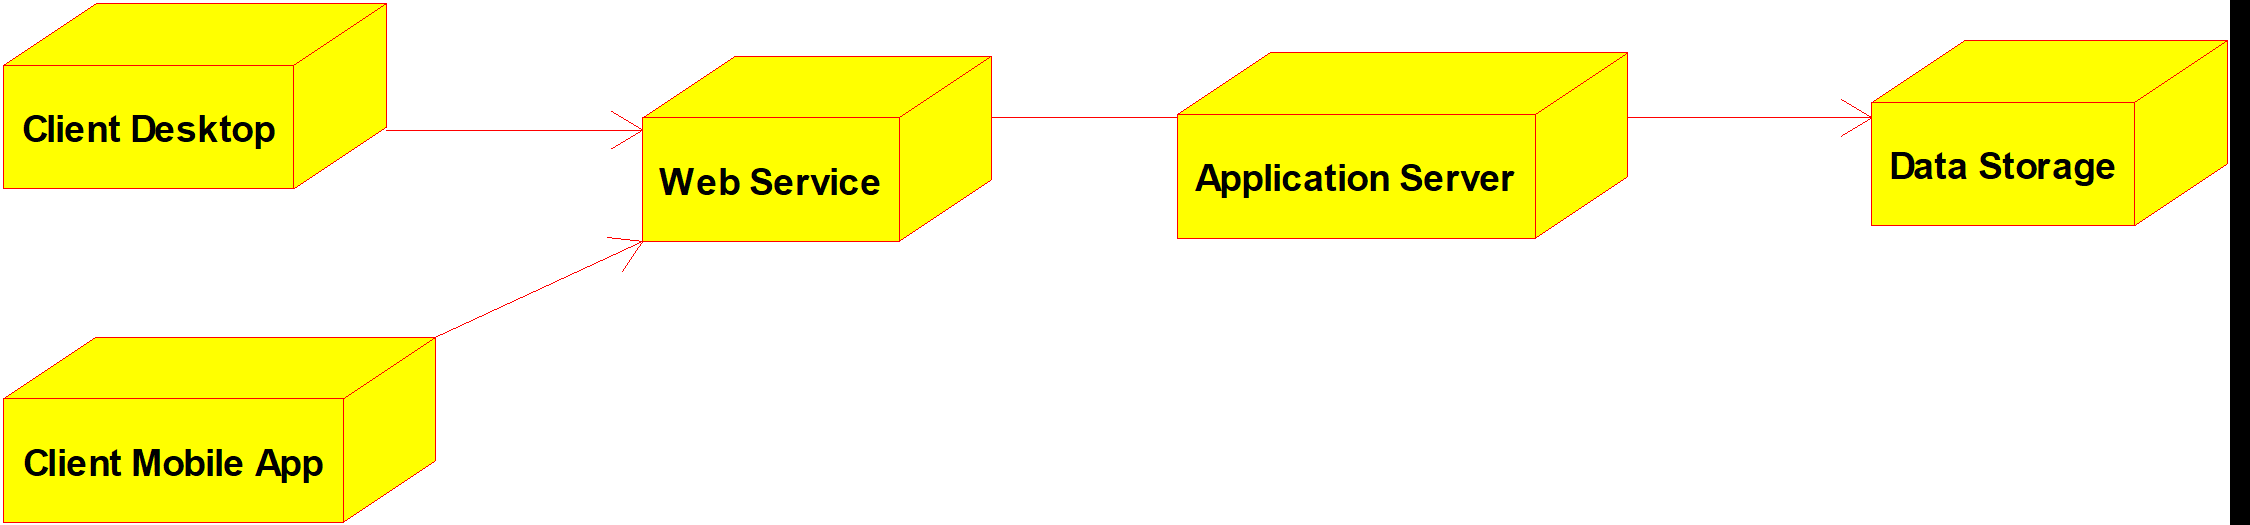 Client Desktop
Web Service
Application Server
Data Storage
Client Mobile App